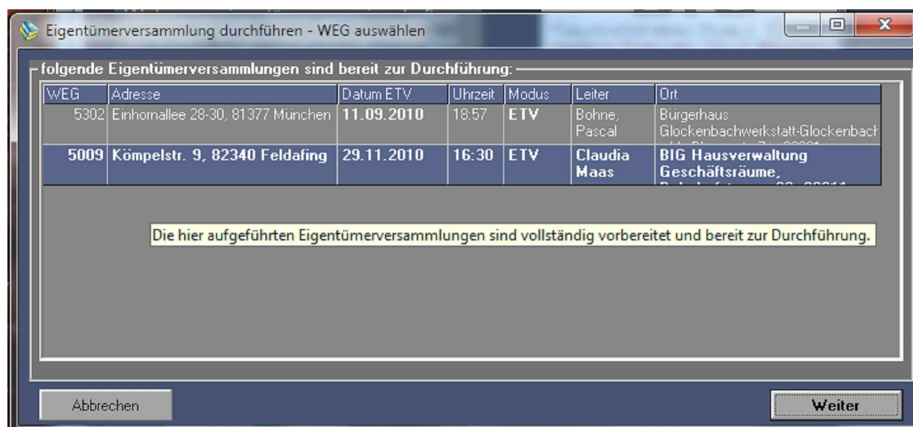 Eigentümerversammlung durchführen - WEG auswählen
folgende Eigentümerversammlungen sind bereit zur Durchführung:
WEG Adresse Datum ETV Uhrzeit Modus Leiter Ort
5302 Einhornallee 28-30, 81377 München 11.09.2010 18:57 ETV Bohne, Bürgerhaus
Pascal Glockenbachwerkstatt-Glockenbach
5009 Kömpelstr. 9, 82340 Feldafing 29.11.2010 16:30 ETV Claudia BIG Hausverwaltung
Maas Geschäftsräume,
Die hier aufgeführten Eigentümerversammlungen sind vollständig vorbereitet und bereit zur Durchführung.
Abbrechen Weiter